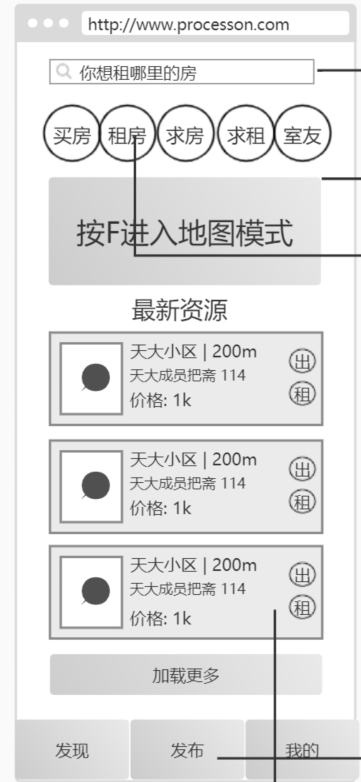 http://www.processon.com
你想租哪里的房
买房 租房 求房 求租 室友
按F进入地图模式
最新资源
天大小区 | 200m
天大成员把斋 114
价格: 1k
出
租
天大小区 | 200m
天大成员把斋 114
价格: 1k
出
租
天大小区 | 200m
天大成员把斋 114
价格: 1k
出
租
加载更多
发现 发布 我的